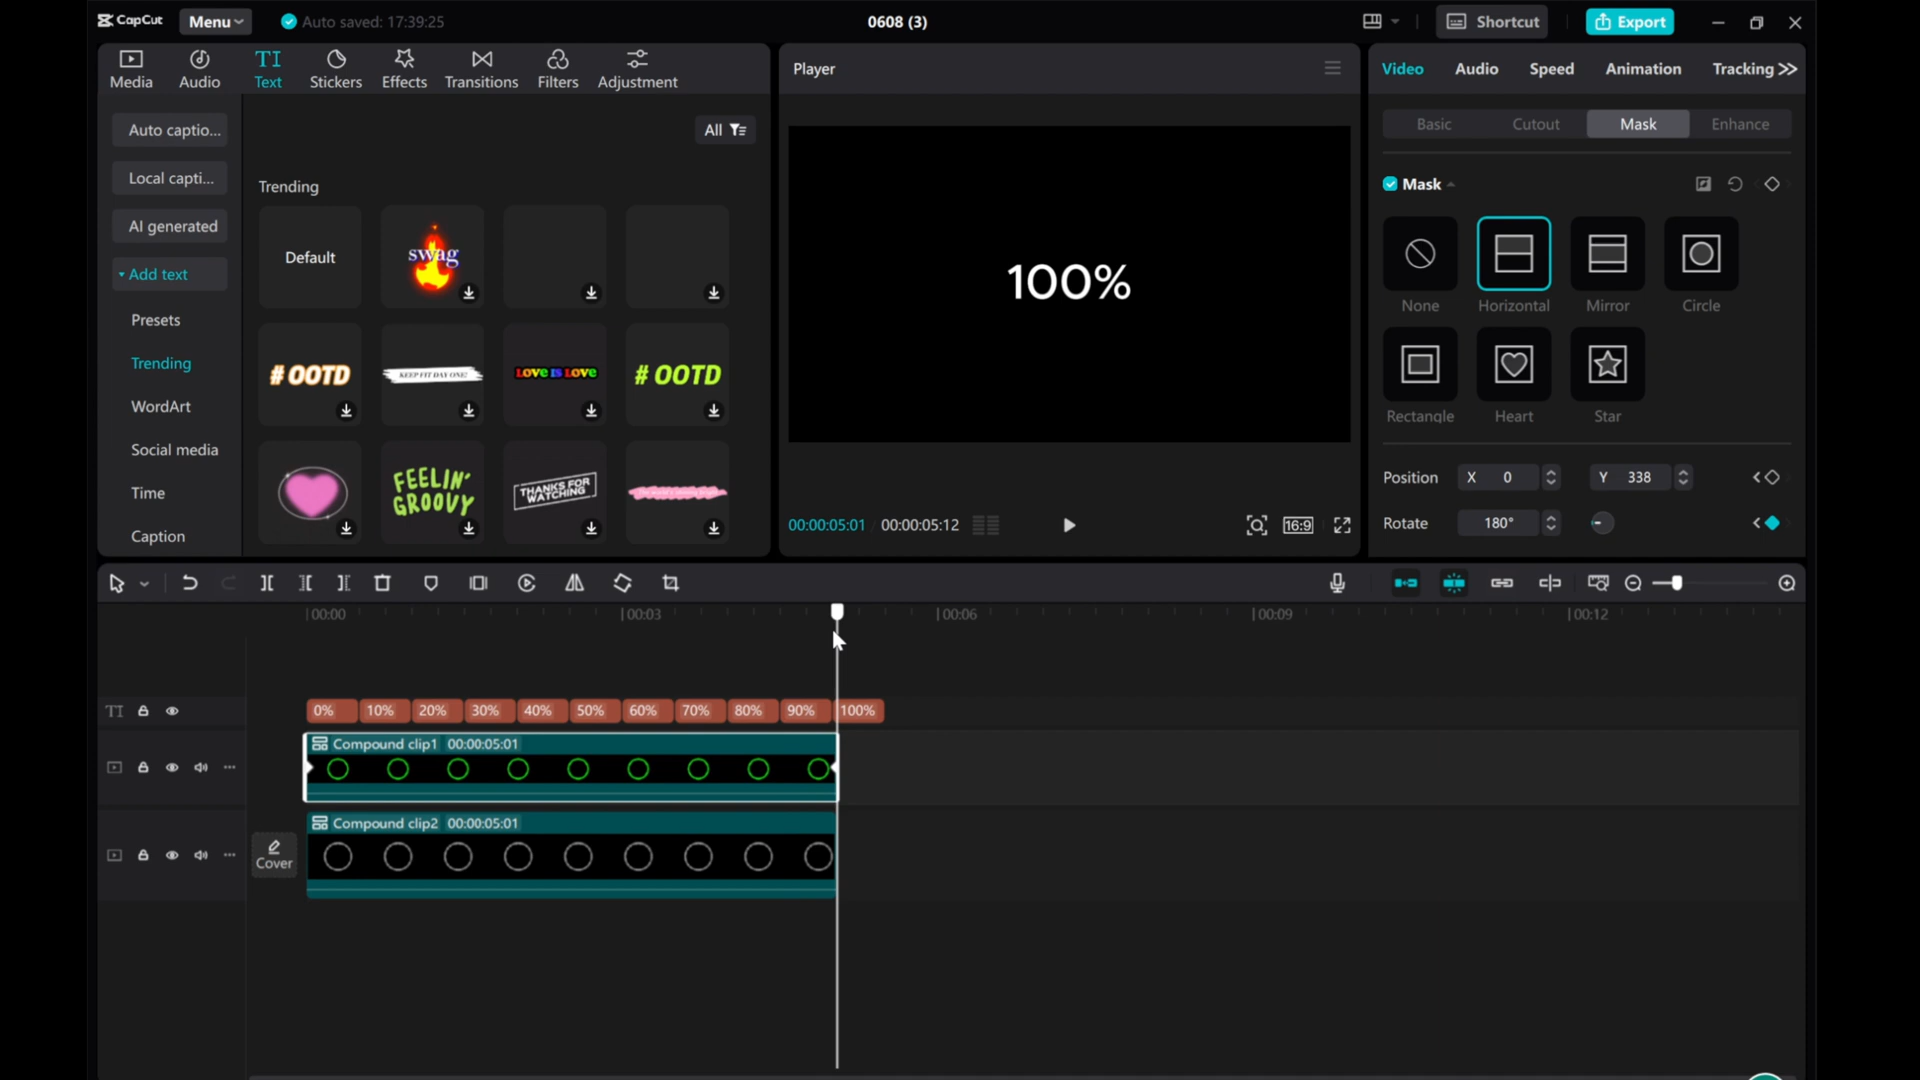 CapCut
Menu
Auto saved: 17:39:25
0608 (3)
Shortcut
Export
Media
Audio
TI
Text
Stickers
Effects
Transitions
Filters
Adjustment
Auto captio...
Local capti...
AI generated
Add text
Presets
Trending
WordArt
Social media
Time
Caption
All
Trending
Default
swag
# OOTD
KEEP FIT DAY ONE!
LOVE IS LOVE
# OOTD
FEELIN'
GROOVY
THANKS FOR
WATCHING
Player
100%
00:00:05:01
00:00:05:12
16:9
Video
Audio
Speed
Animation
Tracking
Basic
Cutout
Mask
Enhance
Mask
None
Horizontal
Mirror
Circle
Rectangle
Heart
Star
Position
X 0
Y 338
Rotate
180°
00:00
00:03
00:06
00:09
00:12
TI
0%
10%
20%
30%
40%
50%
60%
70%
80%
90%
100%
Compound clip1 00:00:05:01
Cover
Compound clip2 00:00:05:01